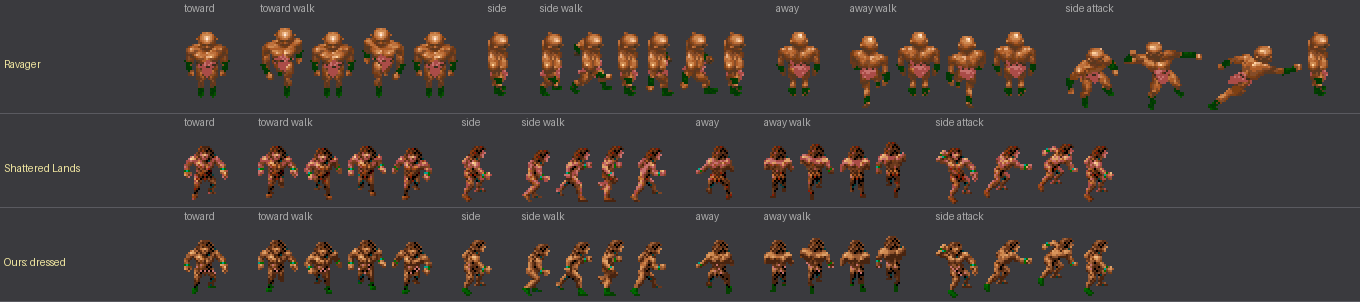 toward toward walk side side walk away away walk side attack
Ravager
toward toward walk side side walk away away walk side attack
Shattered Lands
toward toward walk side side walk away away walk side attack
Ours: dressed